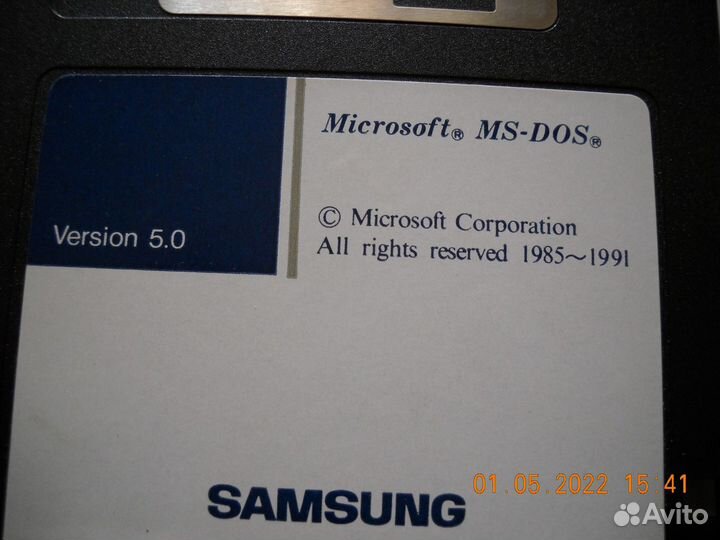 Microsoft® MS-DOS®
Version 5.0
© Microsoft Corporation
All rights reserved 1985~1991
SAMSUNG
01.05.2022 15:41
Avito